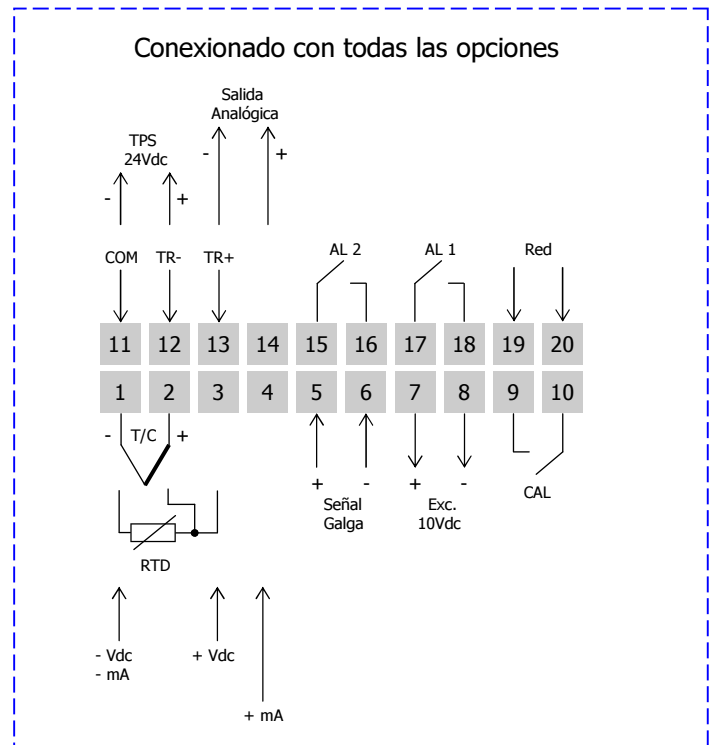 Conexionado con todas las opciones
Salida
Analógica
TPS
24Vdc
- +
- +
COM TR- TR+ AL 2 AL 1 Red
11 12 13 14 15 16 17 18 19 20
1 2 3 4 5 6 7 8 9 10
- T/C +
+ - + -
Señal
Galga
Exc.
10Vdc
CAL
RTD
- Vdc
- mA
+ Vdc
+ mA